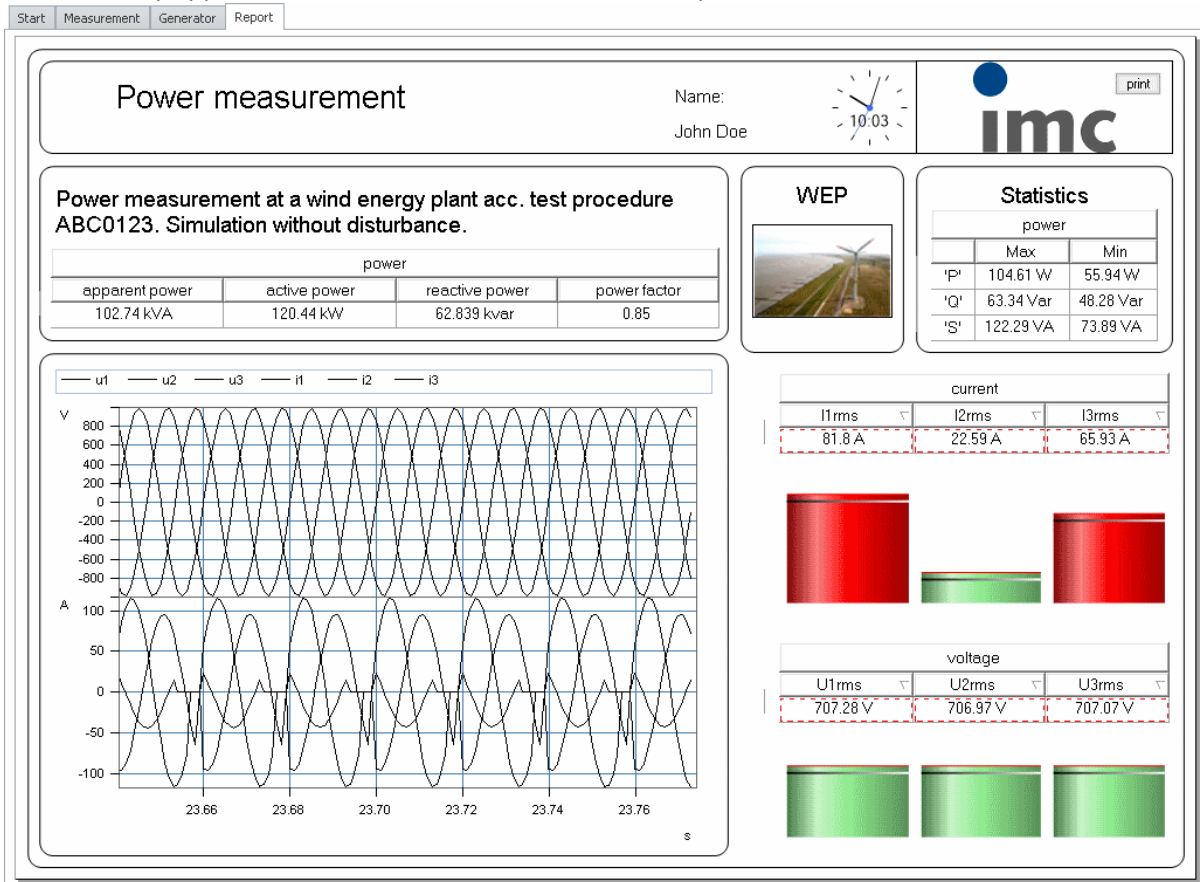 Start Measurement Generator Report
Power measurement
Name:
John Doe
10:03
imc
print
Power measurement at a wind energy plant acc. test procedure
ABC0123. Simulation without disturbance.
power
apparent power active power reactive power power factor
102.74 kVA 120.44 kW 62.839 kvar 0.85
WEP
Statistics
power
Max Min
'P' 104.61 W 55.94 W
'Q' 63.34 Var 48.28 Var
'S' 122.29 VA 73.89 VA
u1 u2 u3 i1 i2 i3
V
800
600
400
200
0
-200
-400
-600
-800
A
100
50
0
-50
-100
23.66 23.68 23.70 23.72 23.74 23.76
s
current
I1rms I2rms I3rms
81.8 A 22.59 A 65.93 A
voltage
U1rms U2rms U3rms
707.28 V 706.97 V 707.07 V